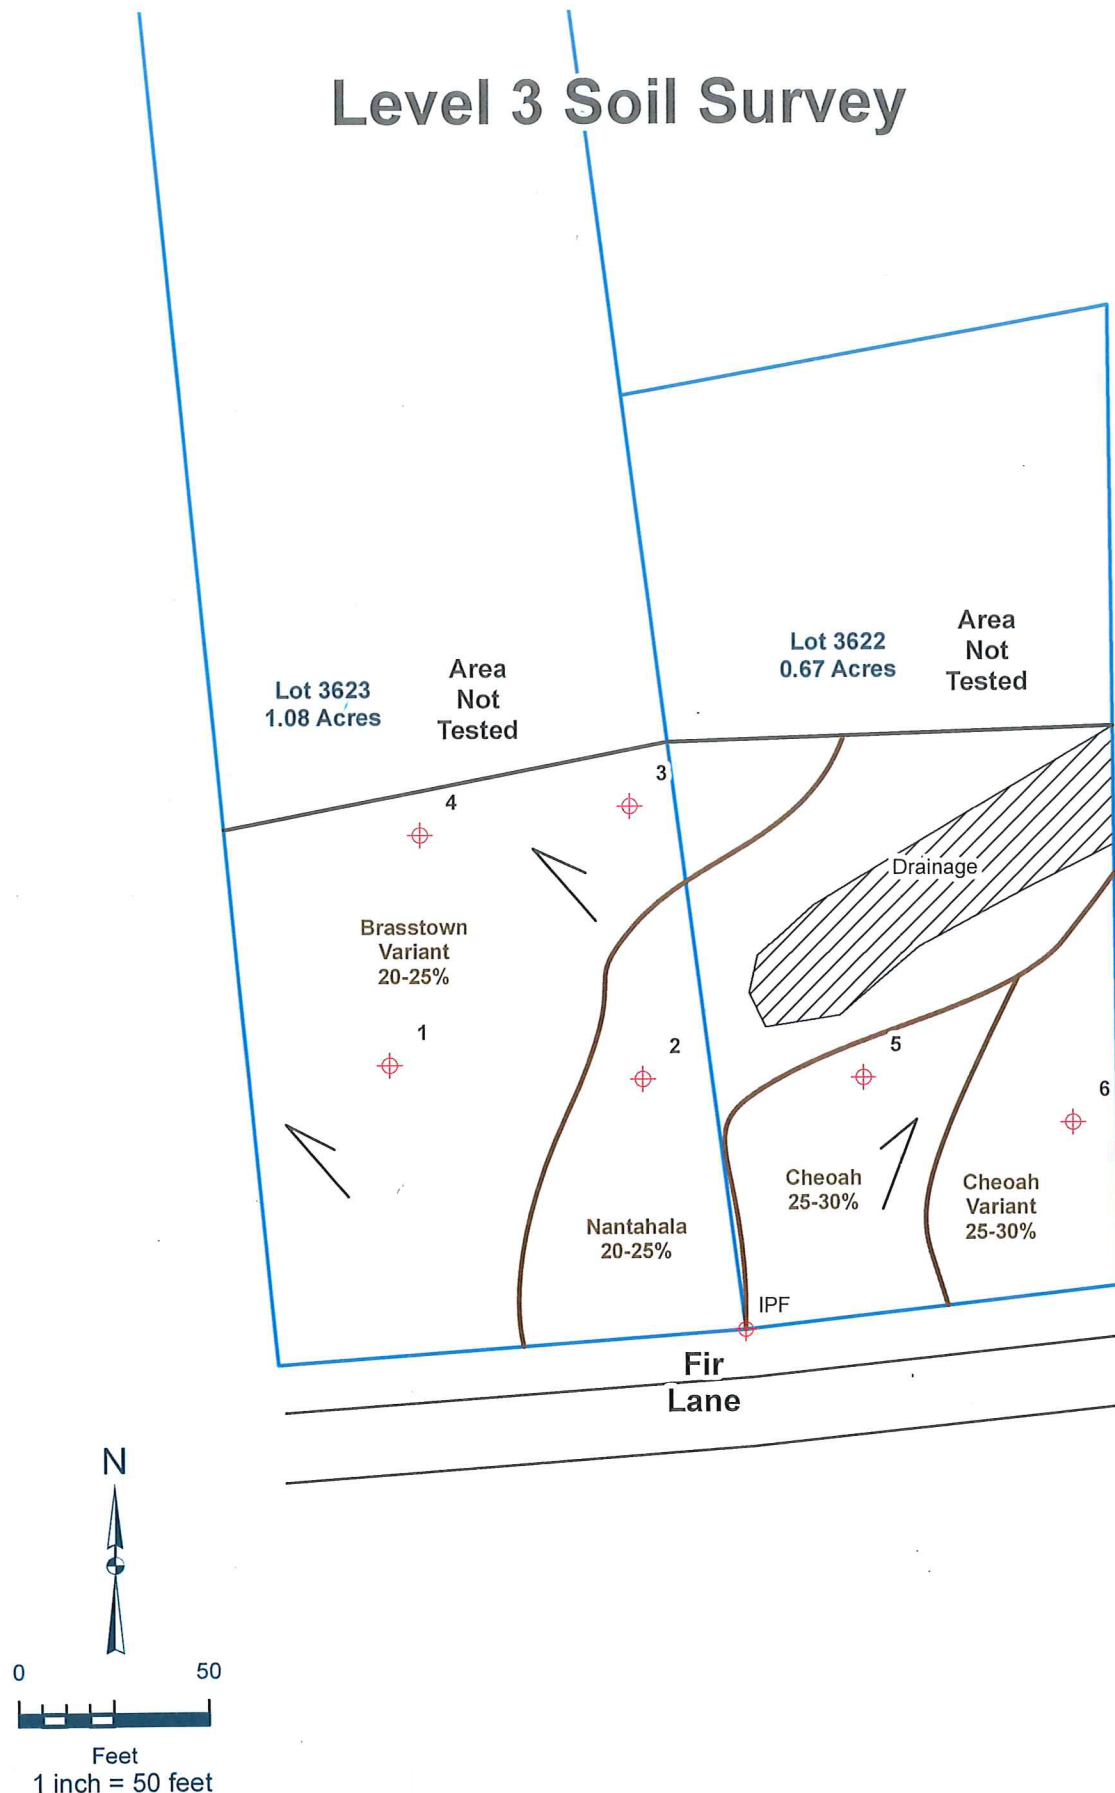 Level 3 Soil Survey
Area
Not
Tested
Lot 3622
0.67 Acres
Area
Not
Tested
Lot 3623
1.08 Acres
3
4
Drainage
Brasstown
Variant
20-25%
1
2
5
6
Cheoah
25-30%
Cheoah
Variant
25-30%
Nantahala
20-25%
IPF
Fir
Lane
N
0 50
Feet
1 inch = 50 feet